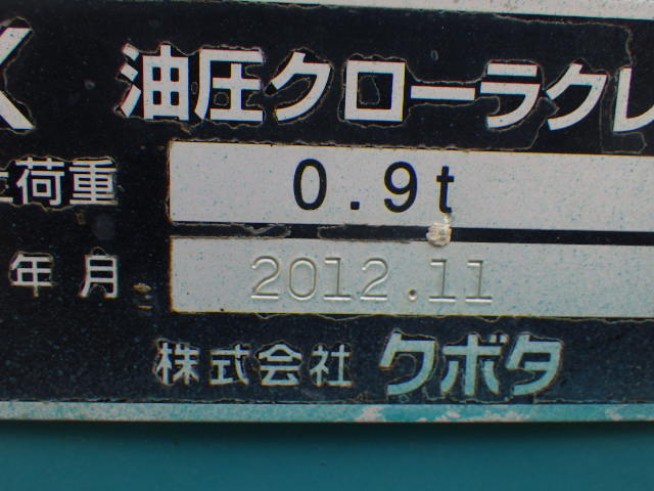 油圧クローラクレ
荷重 0.9t
年月 2012.11
株式会社 クボタ